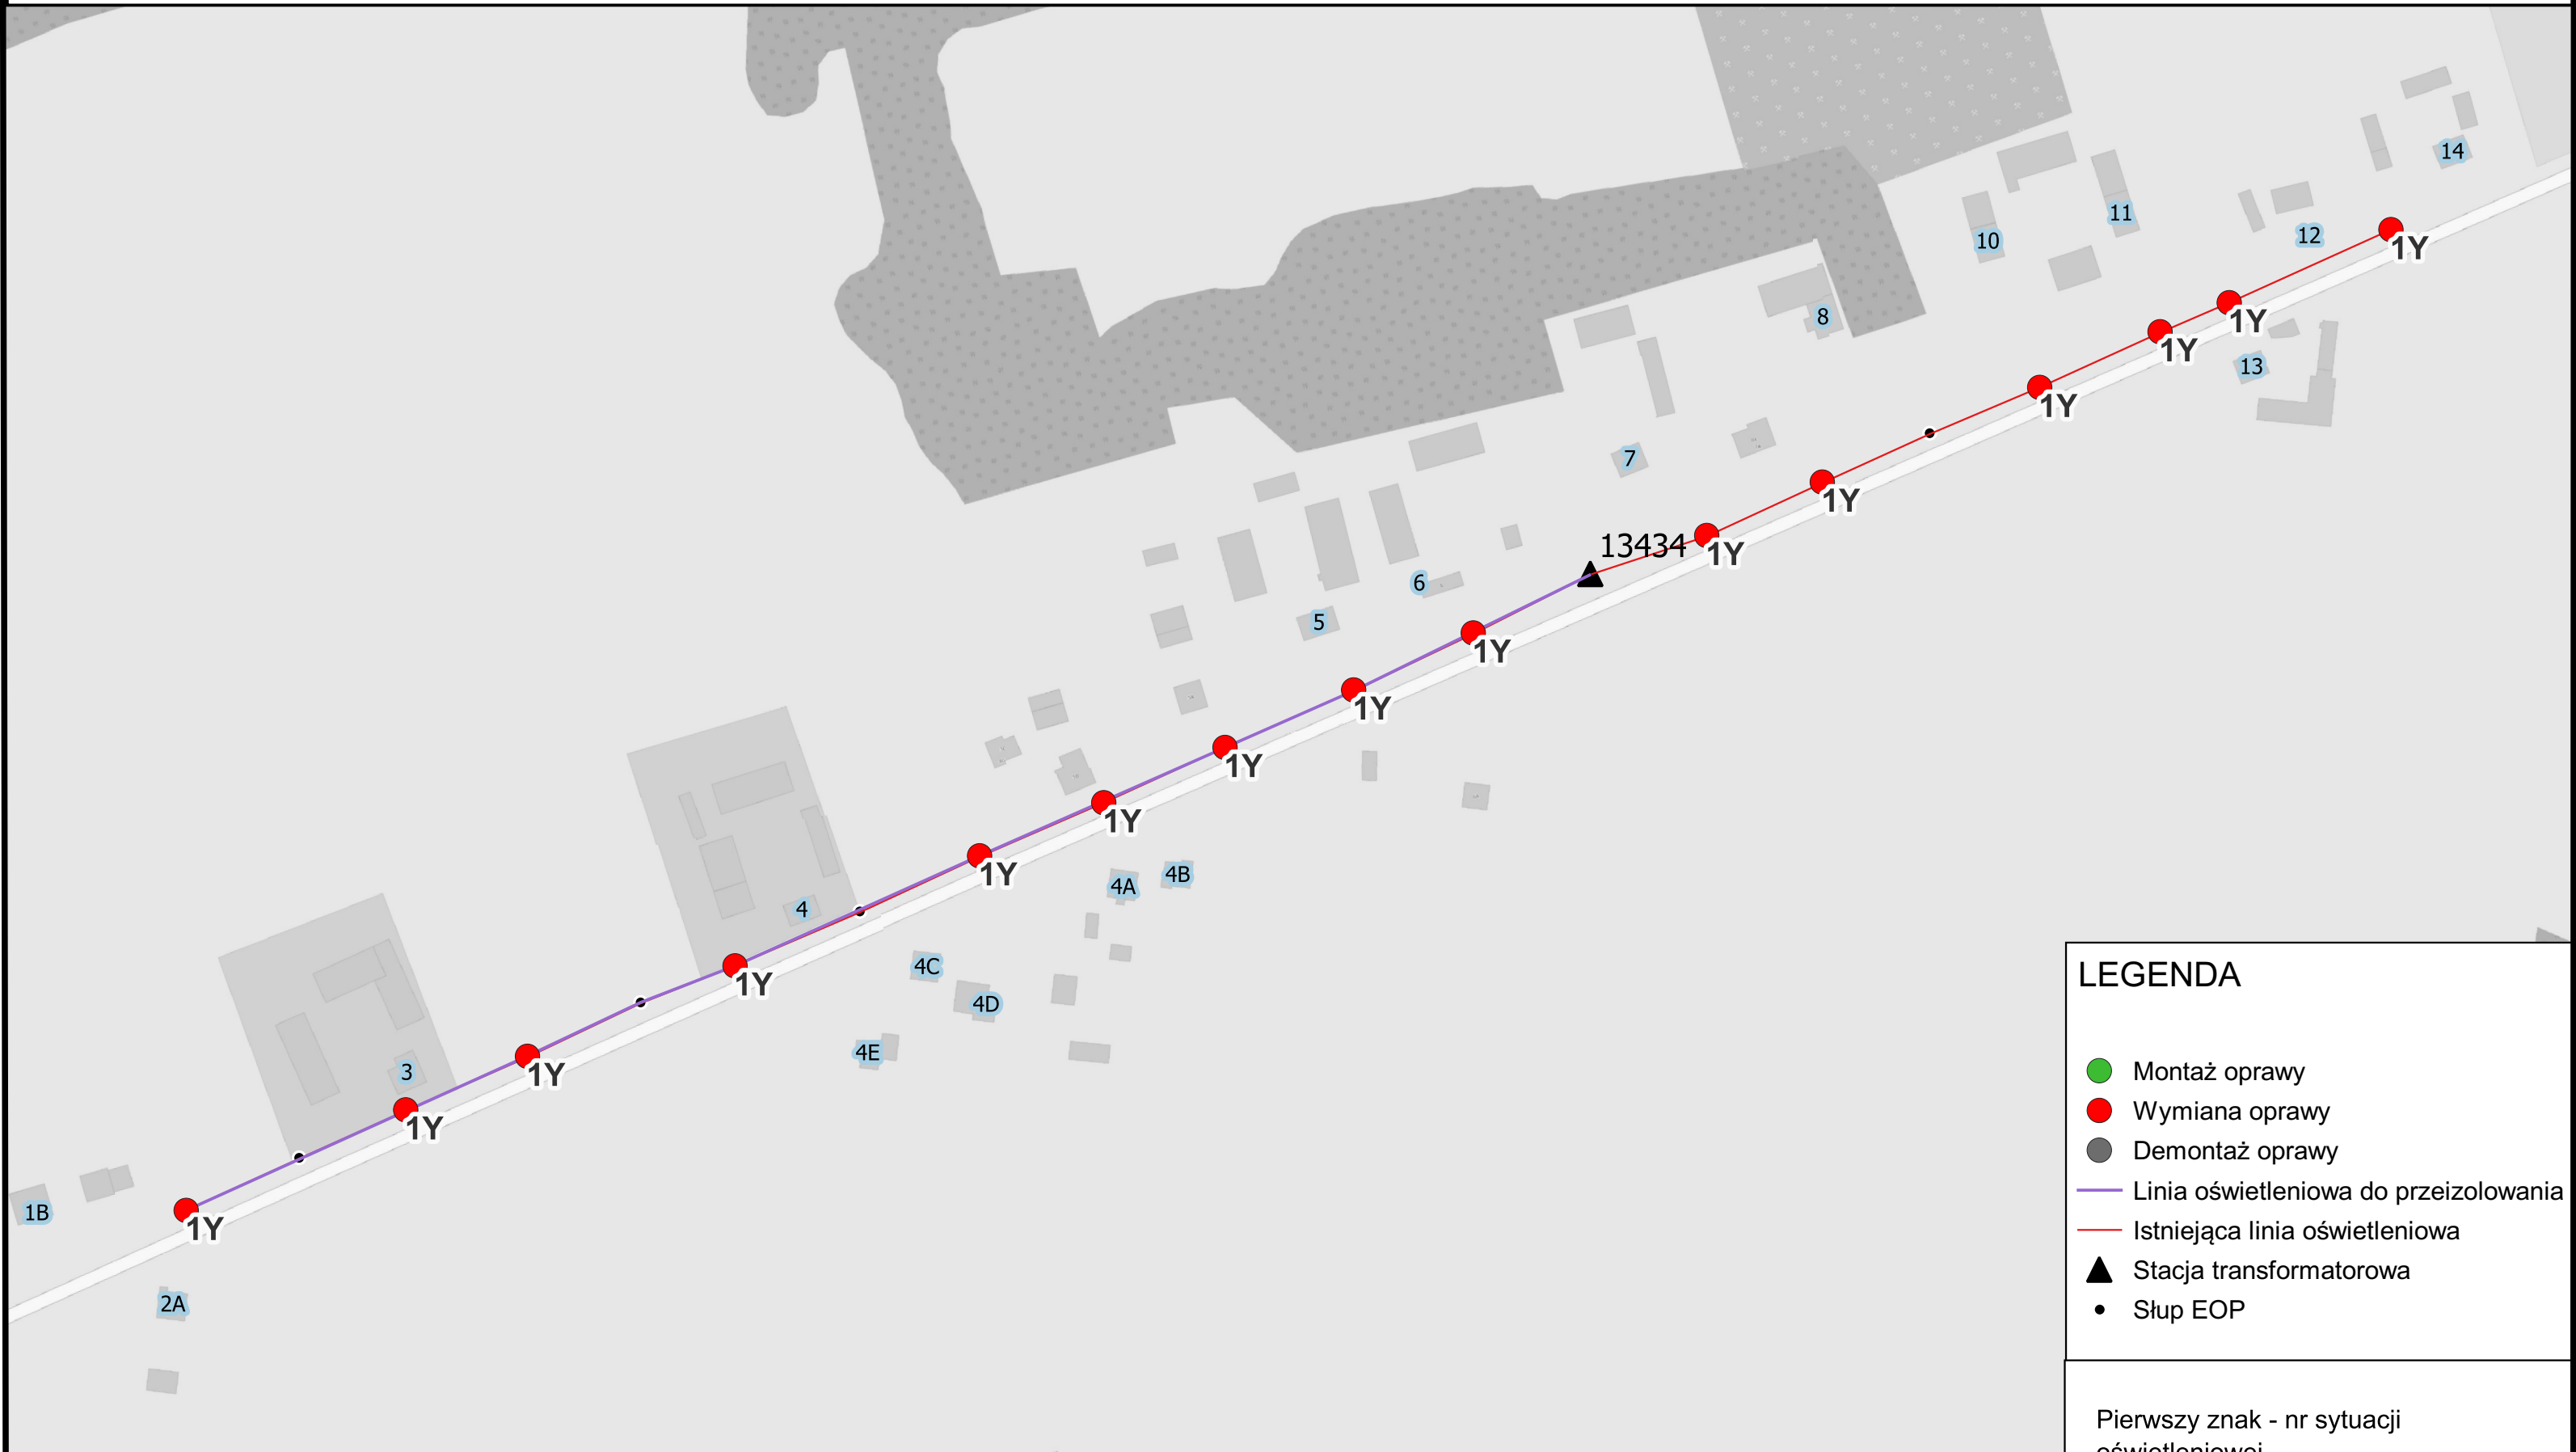 14
11
12
10
1Y
8
1Y
1Y
13
1Y
7
1Y
13434
1Y
6
5
1Y
1Y
1Y
1Y
1Y
4B
4A
4
4C
1Y
4D
4E
3
1Y
1Y
1B
1Y
2A
LEGENDA
Montaż oprawy
Wymiana oprawy
Demontaż oprawy
Linia oświetleniowa do przeizolowania
Istniejąca linia oświetleniowa
Stacja transformatorowa
Słup EOP
Pierwszy znak - nr sytuacji
oświetleniowej